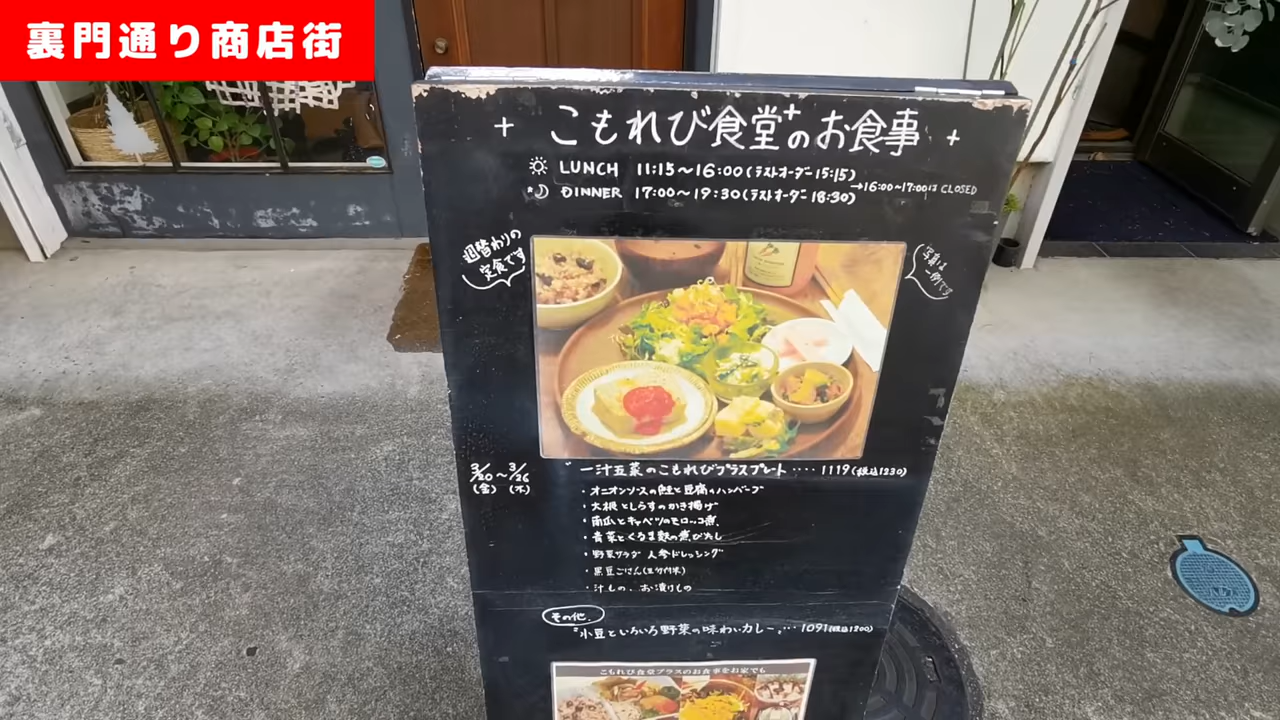 裏門通り商店街
+ こもれび食堂⁺のお食事 +
LUNCH 11:15～16:00(ラストオーダー15:15)
DINNER 17:00～19:30(ラストオーダー18:30)
→16:00～17:00は CLOSED
週替わりの
定食です
写真は
一例です
3/20～3/26
(金) (木)
"一汁五菜のこもれびプラスプレート ‥‥ 1119(税込1230)
・オニオンソースの鮭と豆腐のハンバーグ
・大根としらすのかき揚げ
・南瓜とキャベツのモロッコ煮
・青菜とくるま麩の煮びたし
・野菜サラダ 人参ドレッシング
・黒豆ごはん(五分付米)
・汁もの、お漬けもの
その他
"小豆といろいろ野菜の味わいカレー"‥‥1091(税込1200)
こもれび食堂プラスのお食事をお家でも